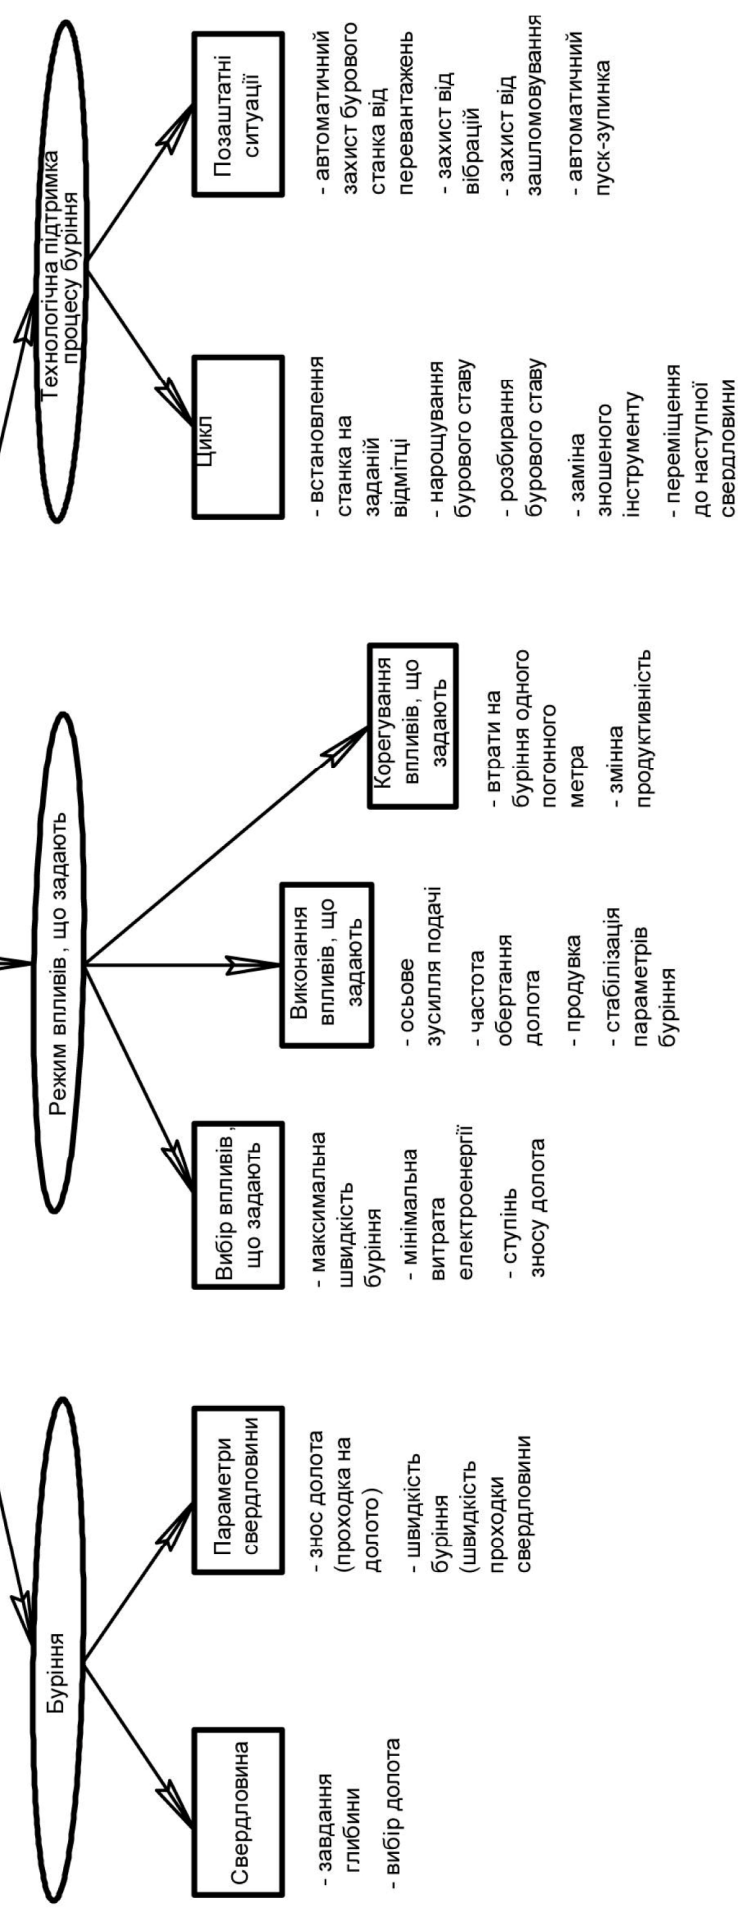 Буріння
Свердловина
- завдання
глибини
- вибір долота
Параметри
свердловини
- знос долота
(проходка на
долото)
- швидкість
буріння
(швидкість
проходки
свердловини
Режим впливів , що задають
Вибір впливів ,
що задають
- максимальна
швидкість
буріння
- мінімальна
витрата
електроенергії
- ступінь
зносу долота
Виконання
впливів, що
задають
- осьове
зусилля подачі
- частота
обертання
долота
- продувка
- стабілізація
параметрів
буріння
Корегування
впливів, що
задають
- втрати на
буріння одного
погонного
метра
- змінна
продуктивність
Технологічна підтримка
процесу буріння
Цикл
- встановлення
станка на
заданій
відмітці
- нарощування
бурового ставу
- розбирання
бурового ставу
- заміна
зношеного
інструменту
- переміщення
до наступної
свердловини
Позаштатні
ситуації
- автоматичний
захист бурового
станка від
перевантажень
- захист від
вібрацій
- захист від
зашломовування
- автоматичний
пуск-зупинка